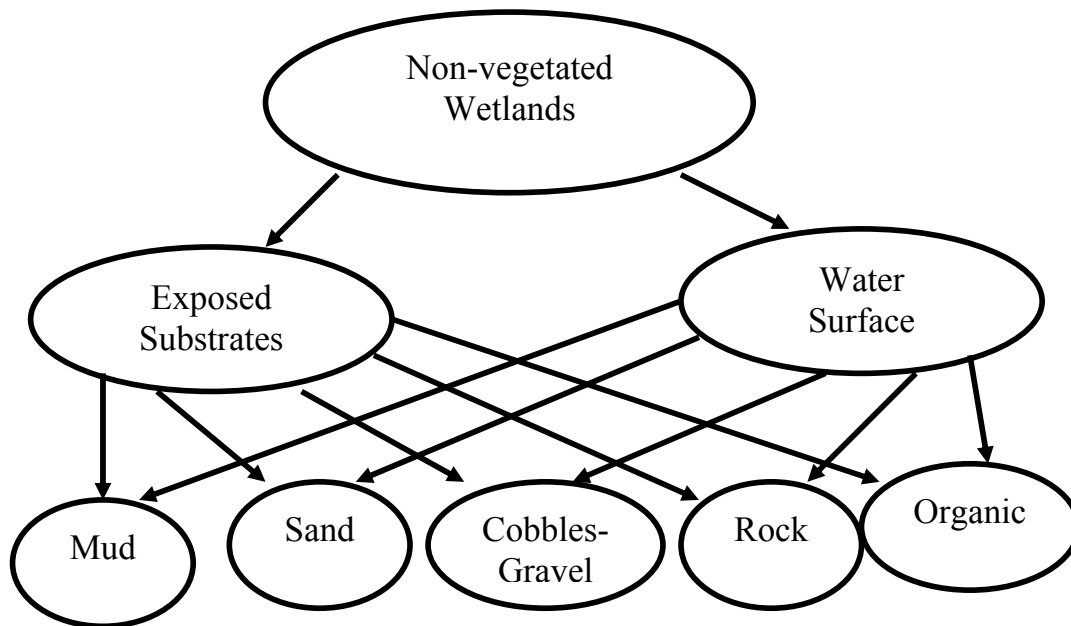 Non-vegetated
Wetlands
Exposed
Substrates
Water
Surface
Mud
Sand
Cobbles-
Gravel
Rock
Organic